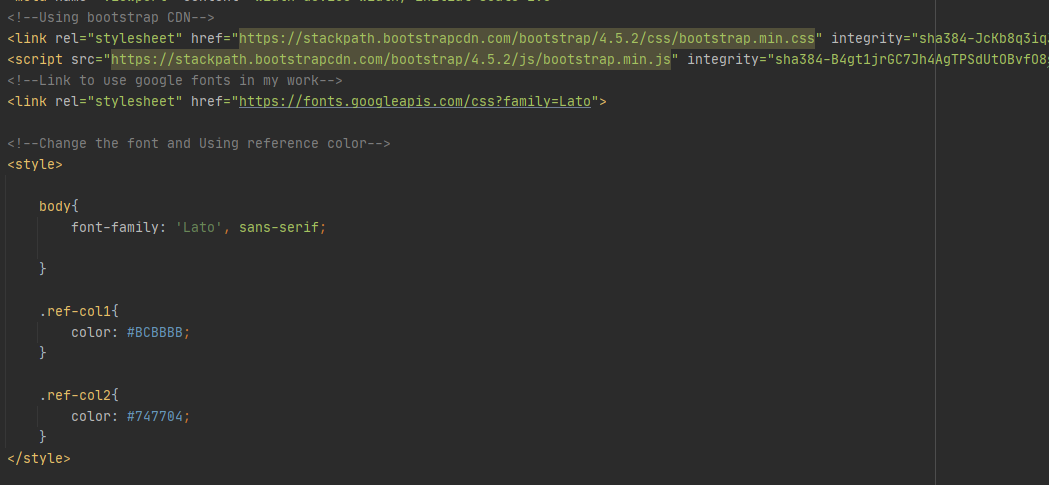 <!--Using bootstrap CDN-->
<link rel="stylesheet" href="https://stackpath.bootstrapcdn.com/bootstrap/4.5.2/css/bootstrap.min.css" integrity="sha384-JcKb8q3iqJ
<script src="https://stackpath.bootstrapcdn.com/bootstrap/4.5.2/js/bootstrap.min.js" integrity="sha384-B4gt1jrGC7Jh4AgTPSdUtOBvfO8
<!--Link to use google fonts in my work-->
<link rel="stylesheet" href="https://fonts.googleapis.com/css?family=Lato">
<!--Change the font and Using reference color-->
<style>
body{
font-family: 'Lato', sans-serif;
}
.ref-col1{
color: #BCBBBB;
}
.ref-col2{
color: #747704;
}
</style>